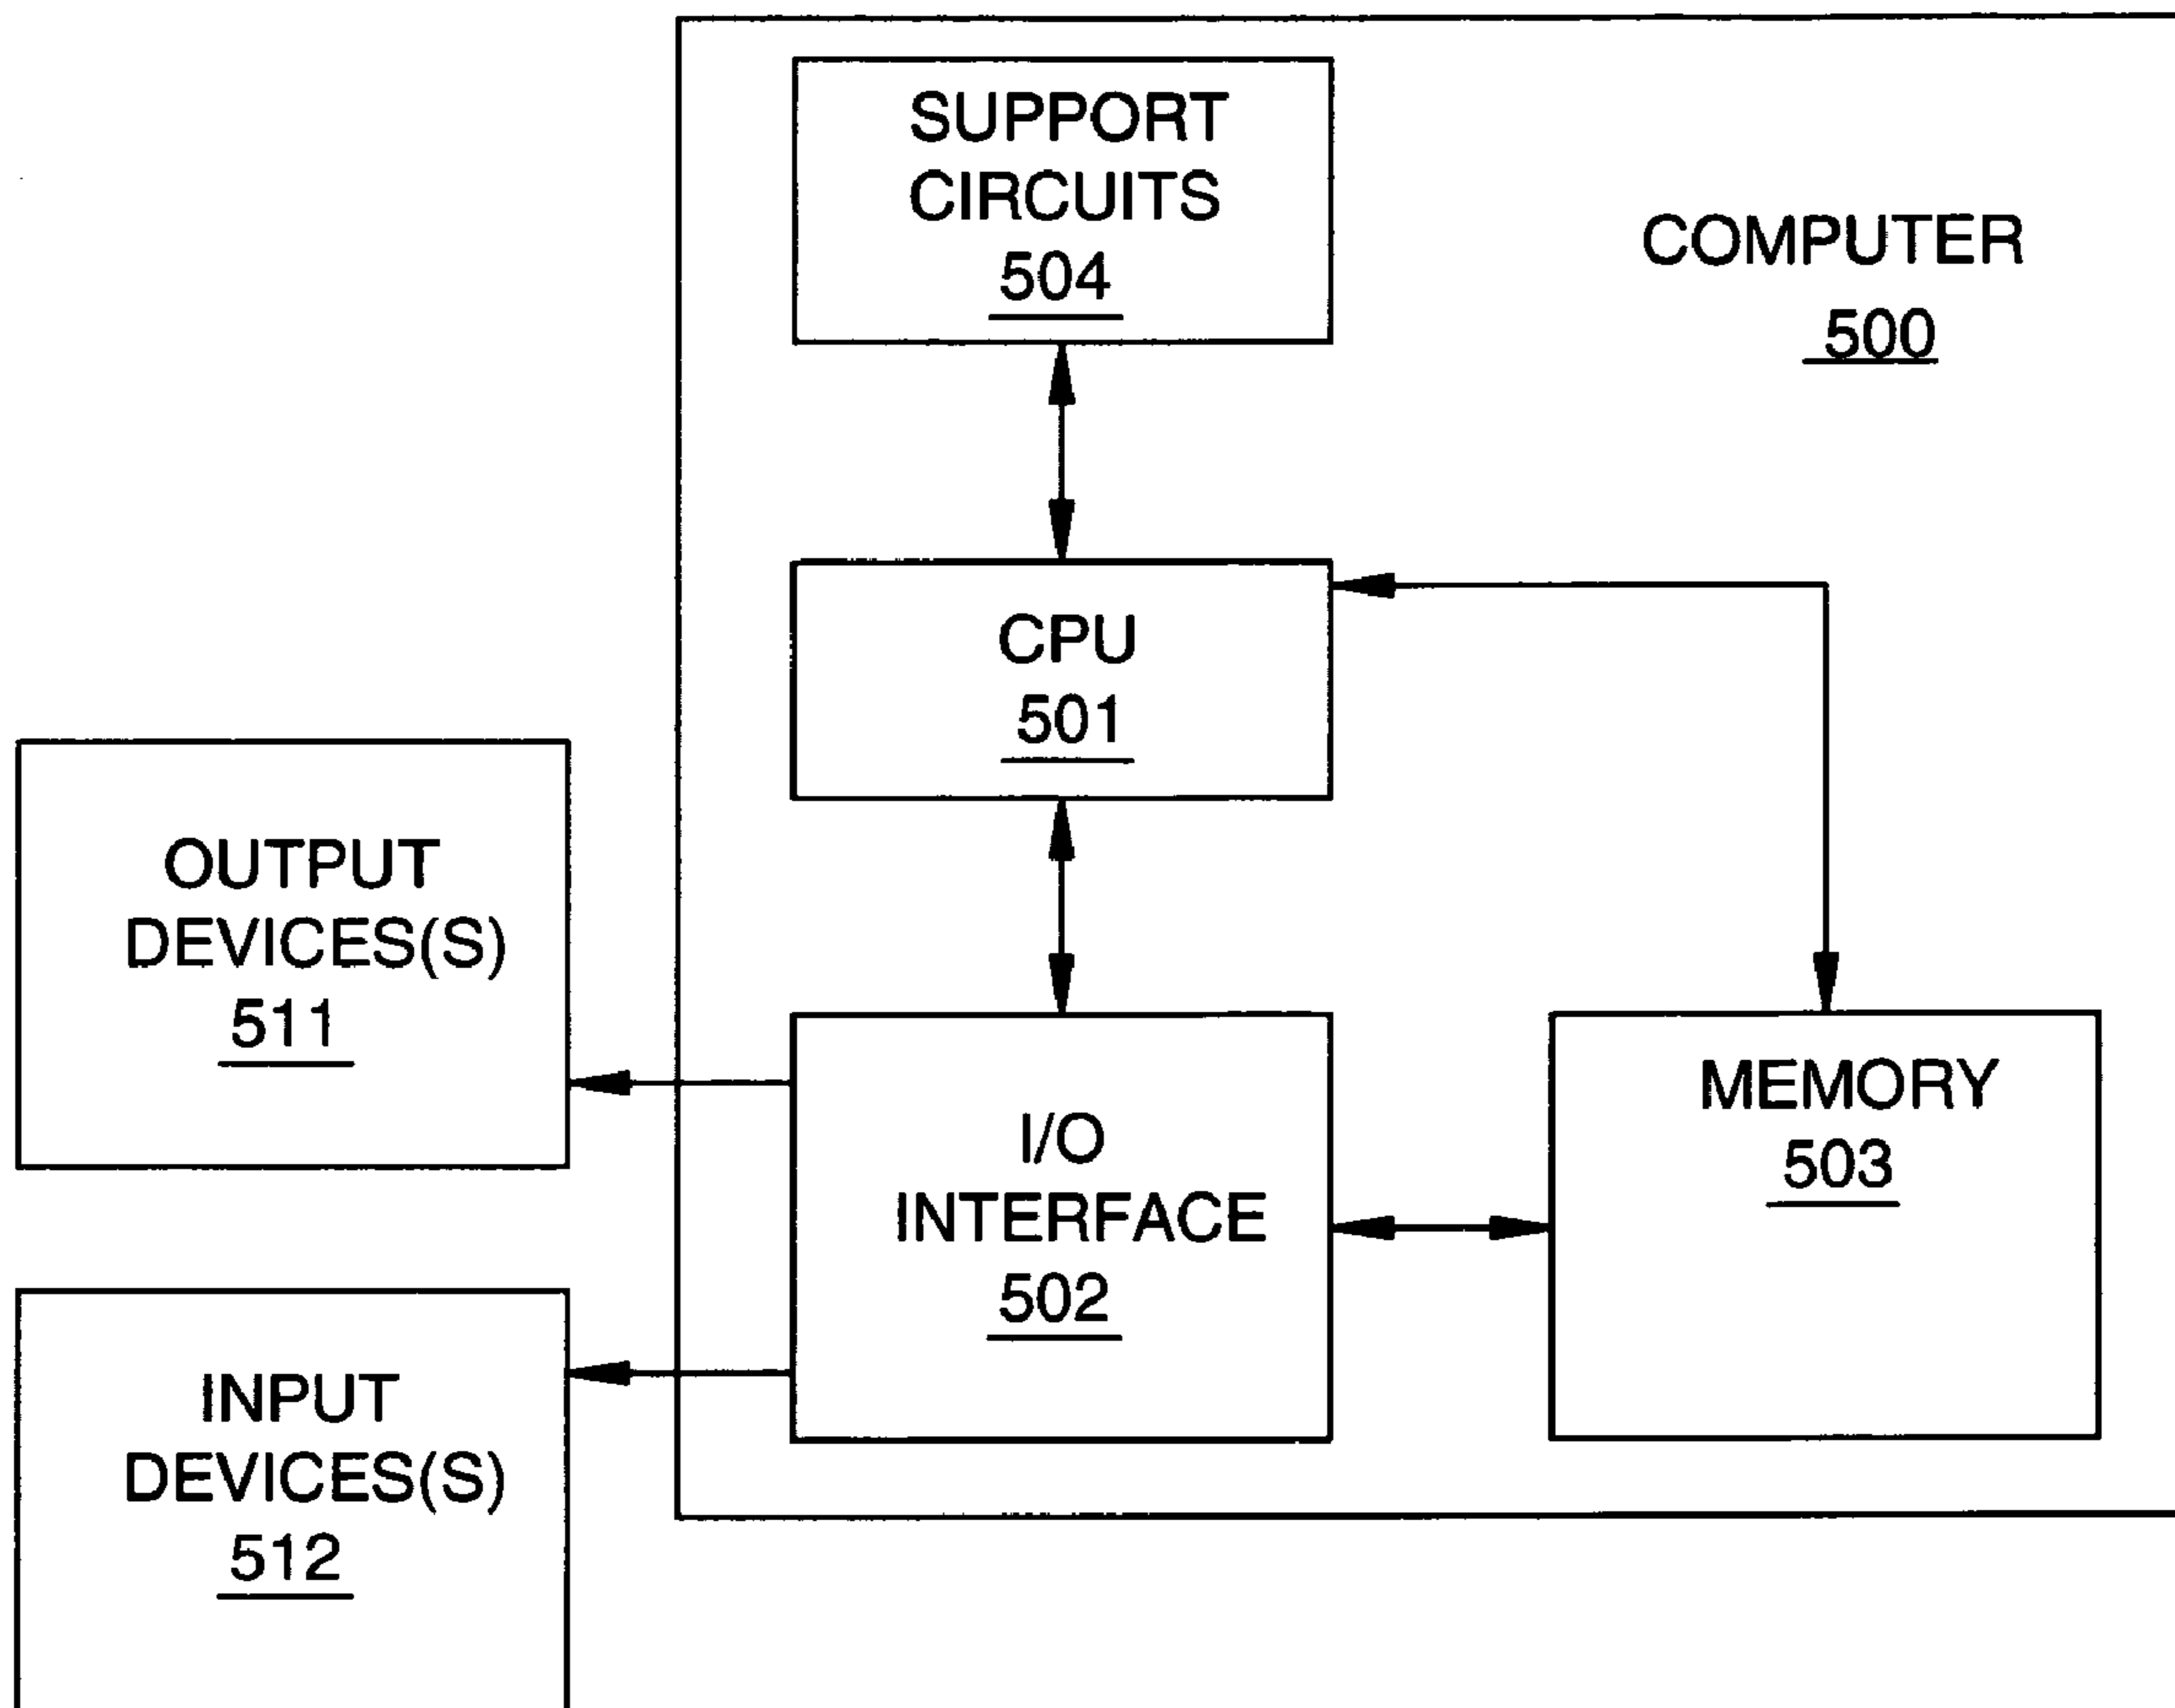 SUPPORT
CIRCUITS
504
COMPUTER
500
CPU
501
OUTPUT
DEVICES(S)
511
I/O
INTERFACE
502
MEMORY
503
INPUT
DEVICES(S)
512